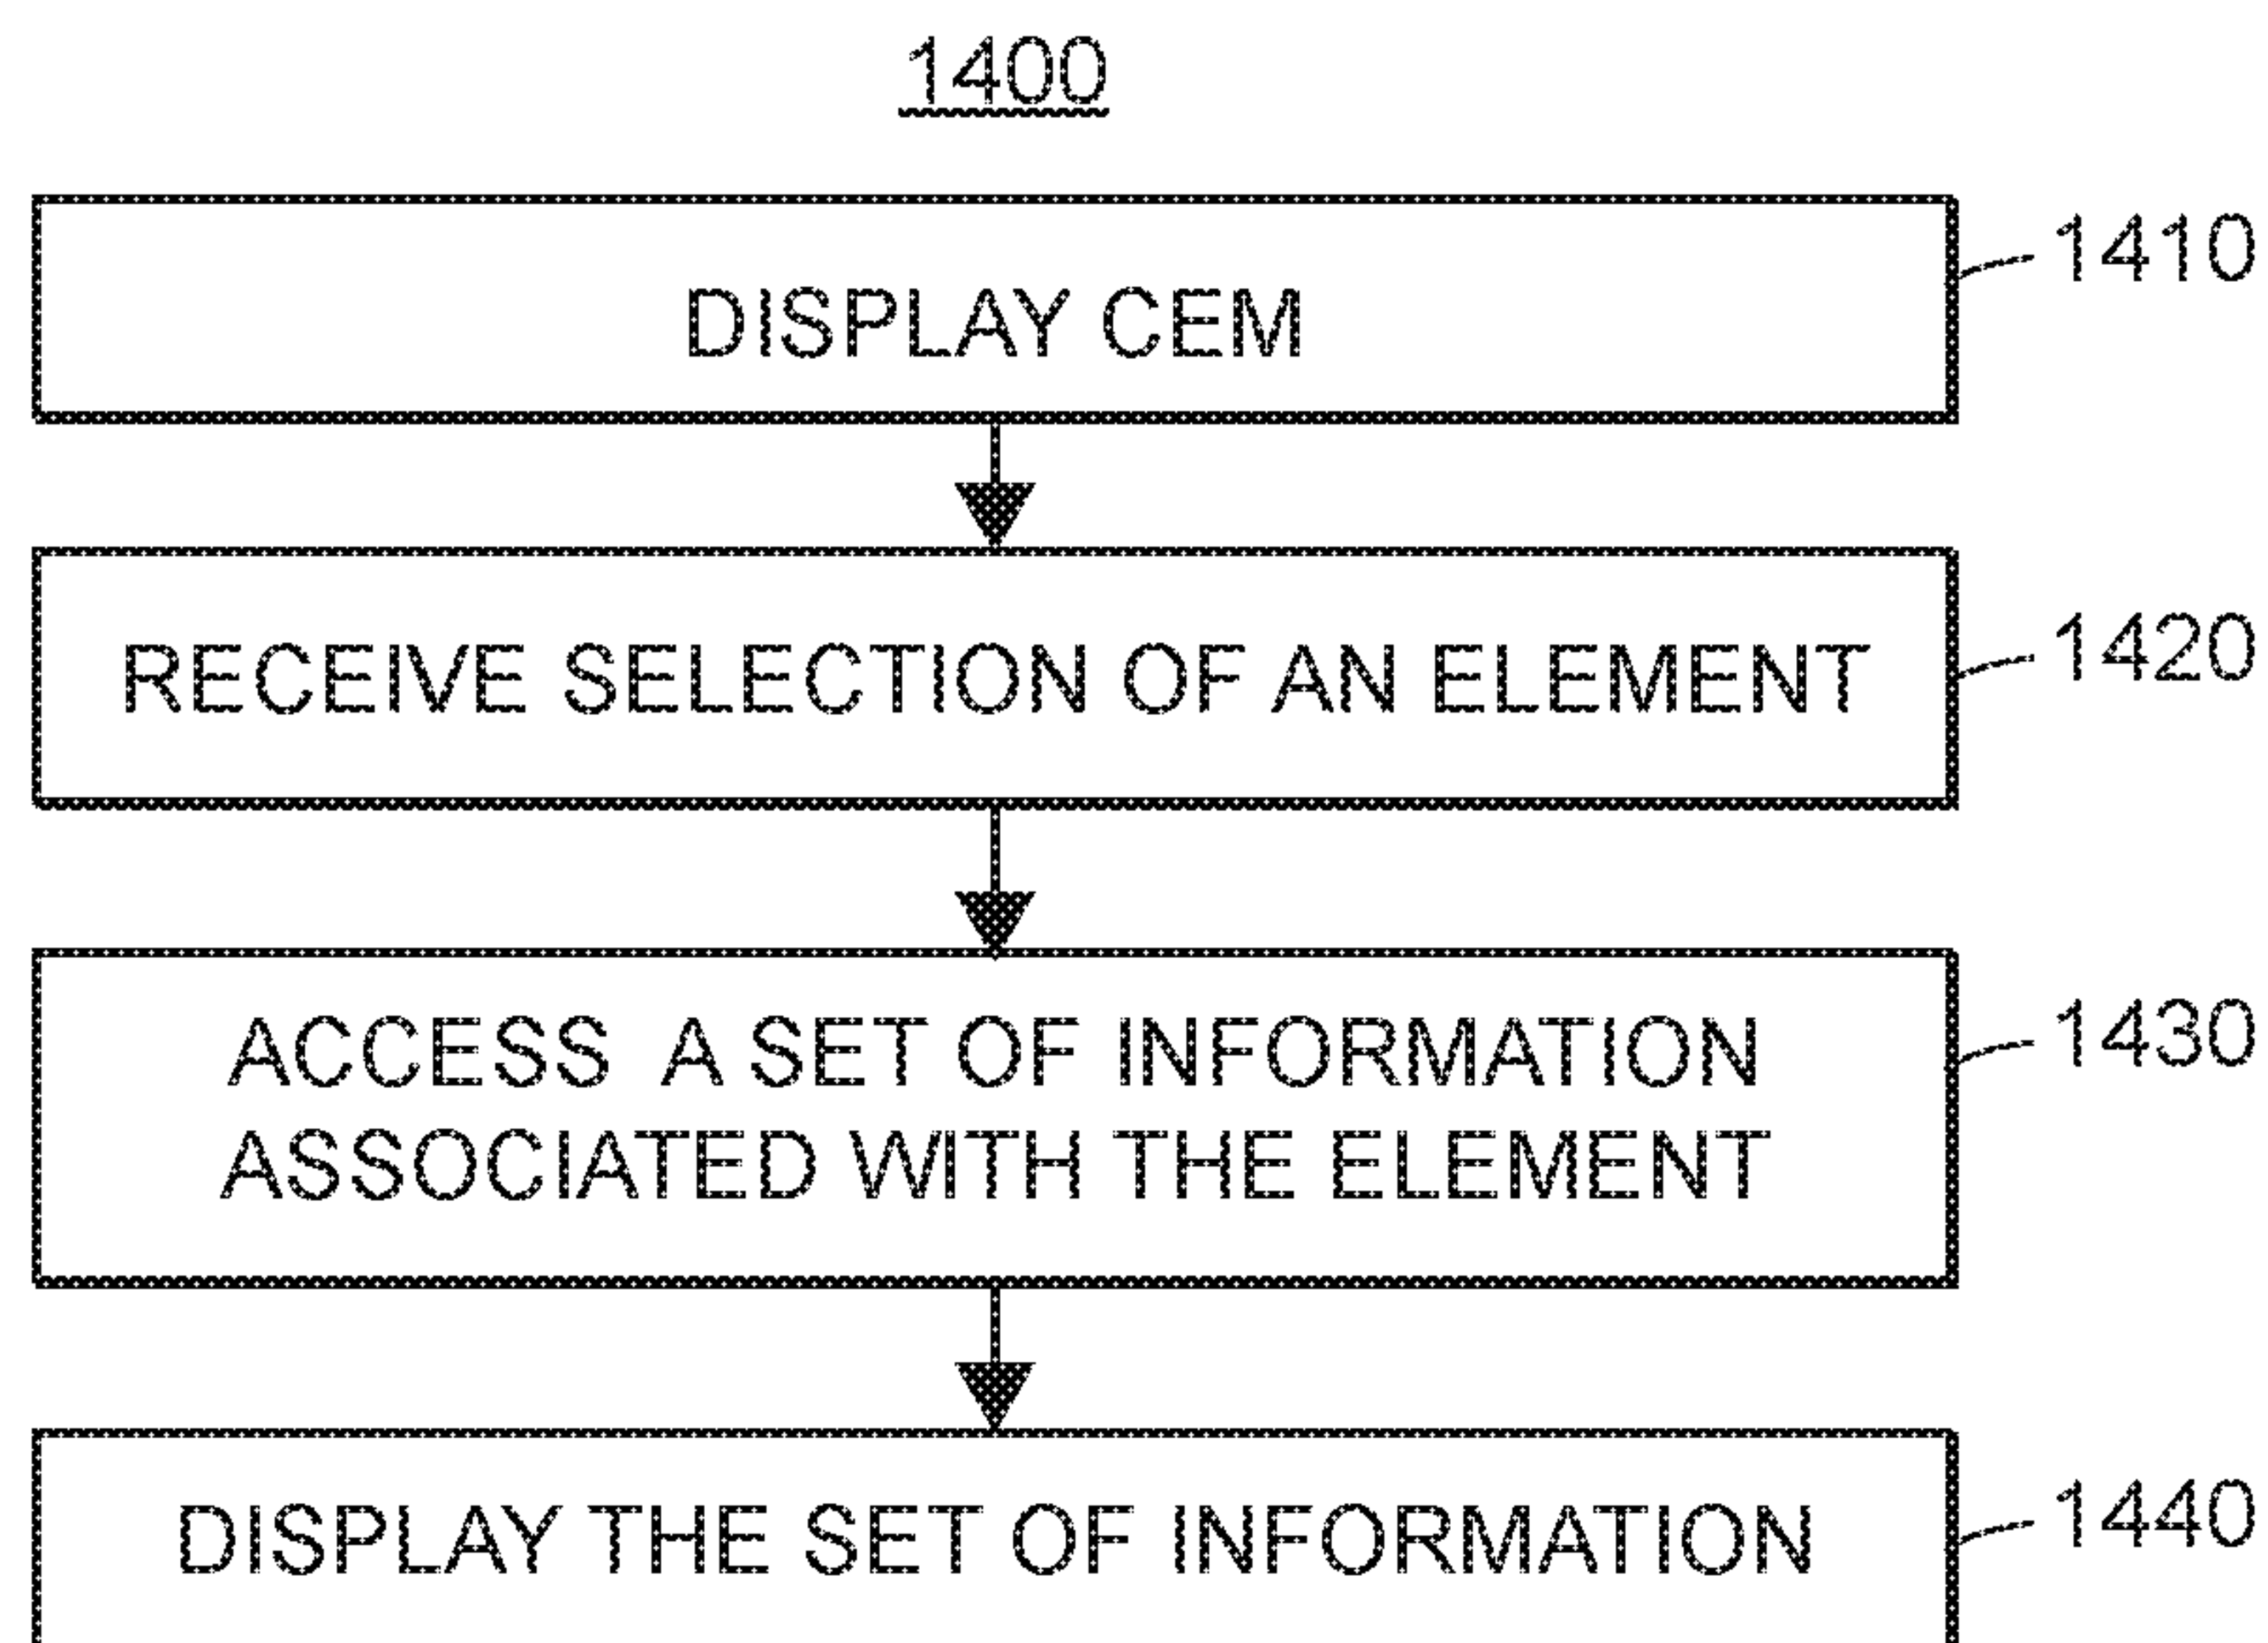 1400
DISPLAY CEM
1410
RECEIVE SELECTION OF AN ELEMENT
1420
ACCESS A SET OF INFORMATION
ASSOCIATED WITH THE ELEMENT
1430
DISPLAY THE SET OF INFORMATION
1440